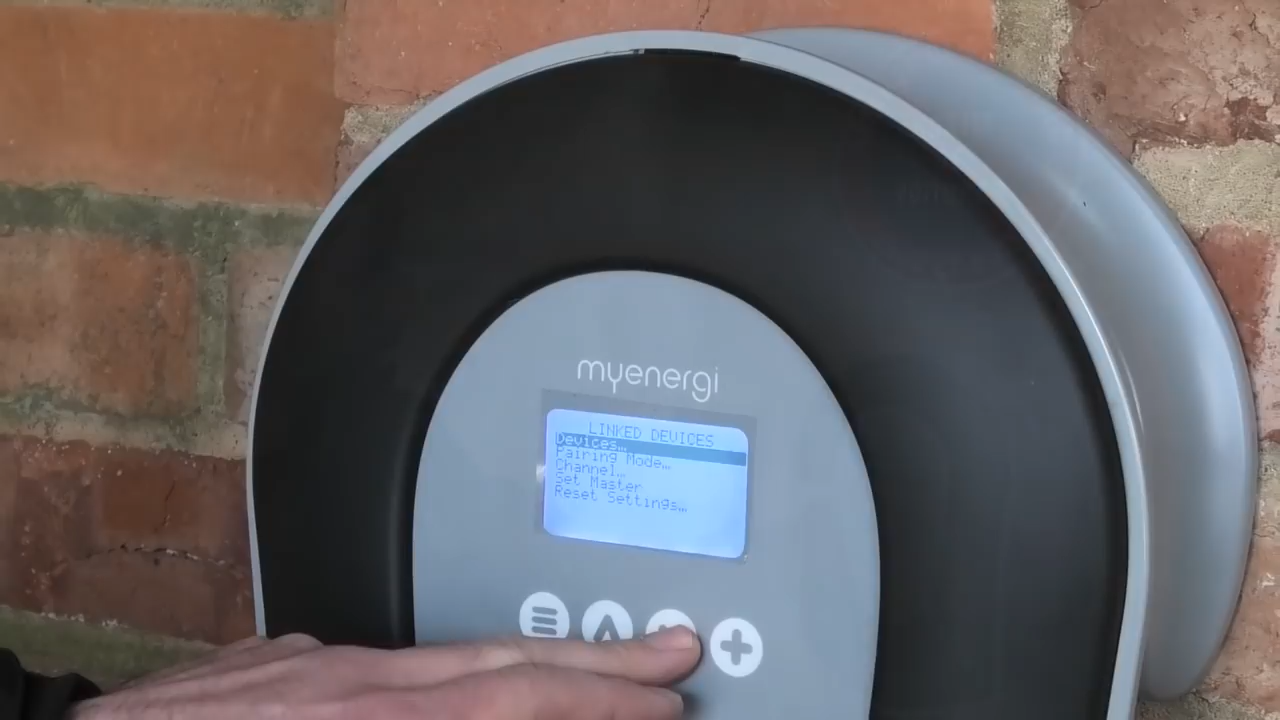 myenergi
LINKED DEVICES
Devices...
Pairing Mode...
Channel...
Set Master
Reset Settings...